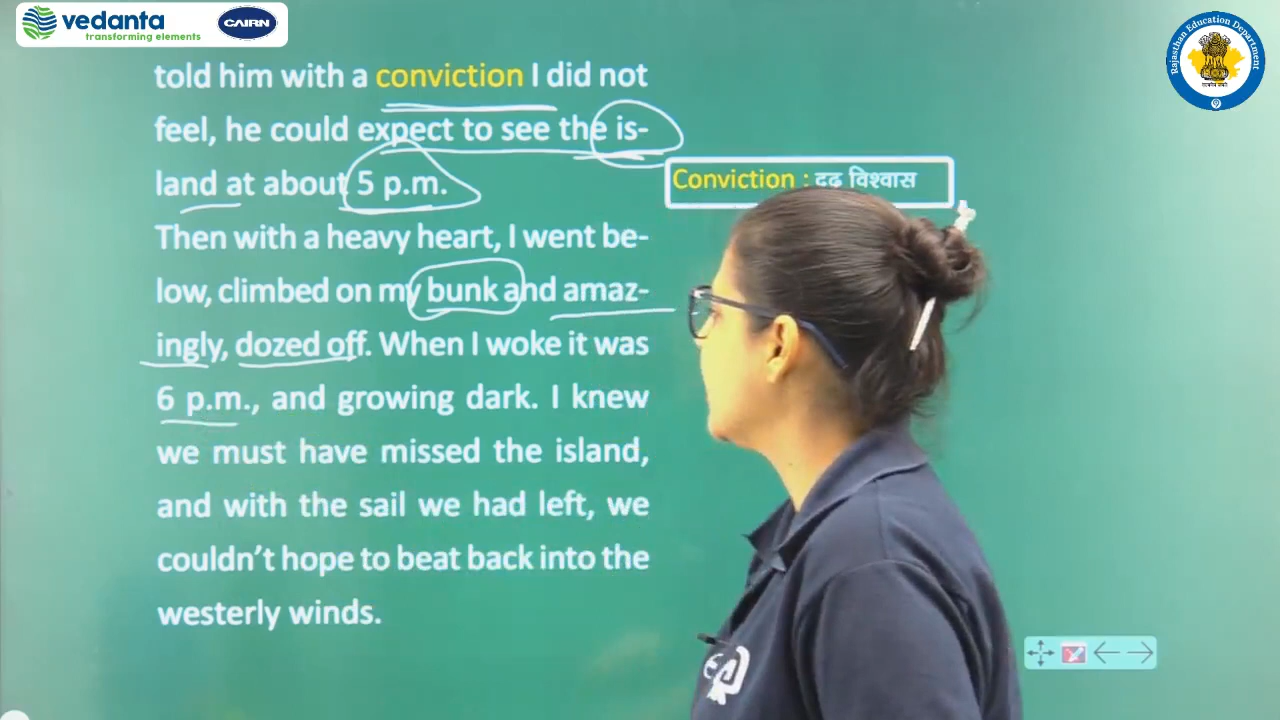 vedanta
transforming elements
CAIRN
Rajasthan Education Department
told him with a conviction I did not
feel, he could expect to see the is-
land at about 5 p.m.
Conviction : दृढ़ विश्वास
Then with a heavy heart, I went be-
low, climbed on my bunk and amaz-
ingly, dozed off. When I woke it was
6 p.m., and growing dark. I knew
we must have missed the island,
and with the sail we had left, we
couldn't hope to beat back into the
westerly winds.